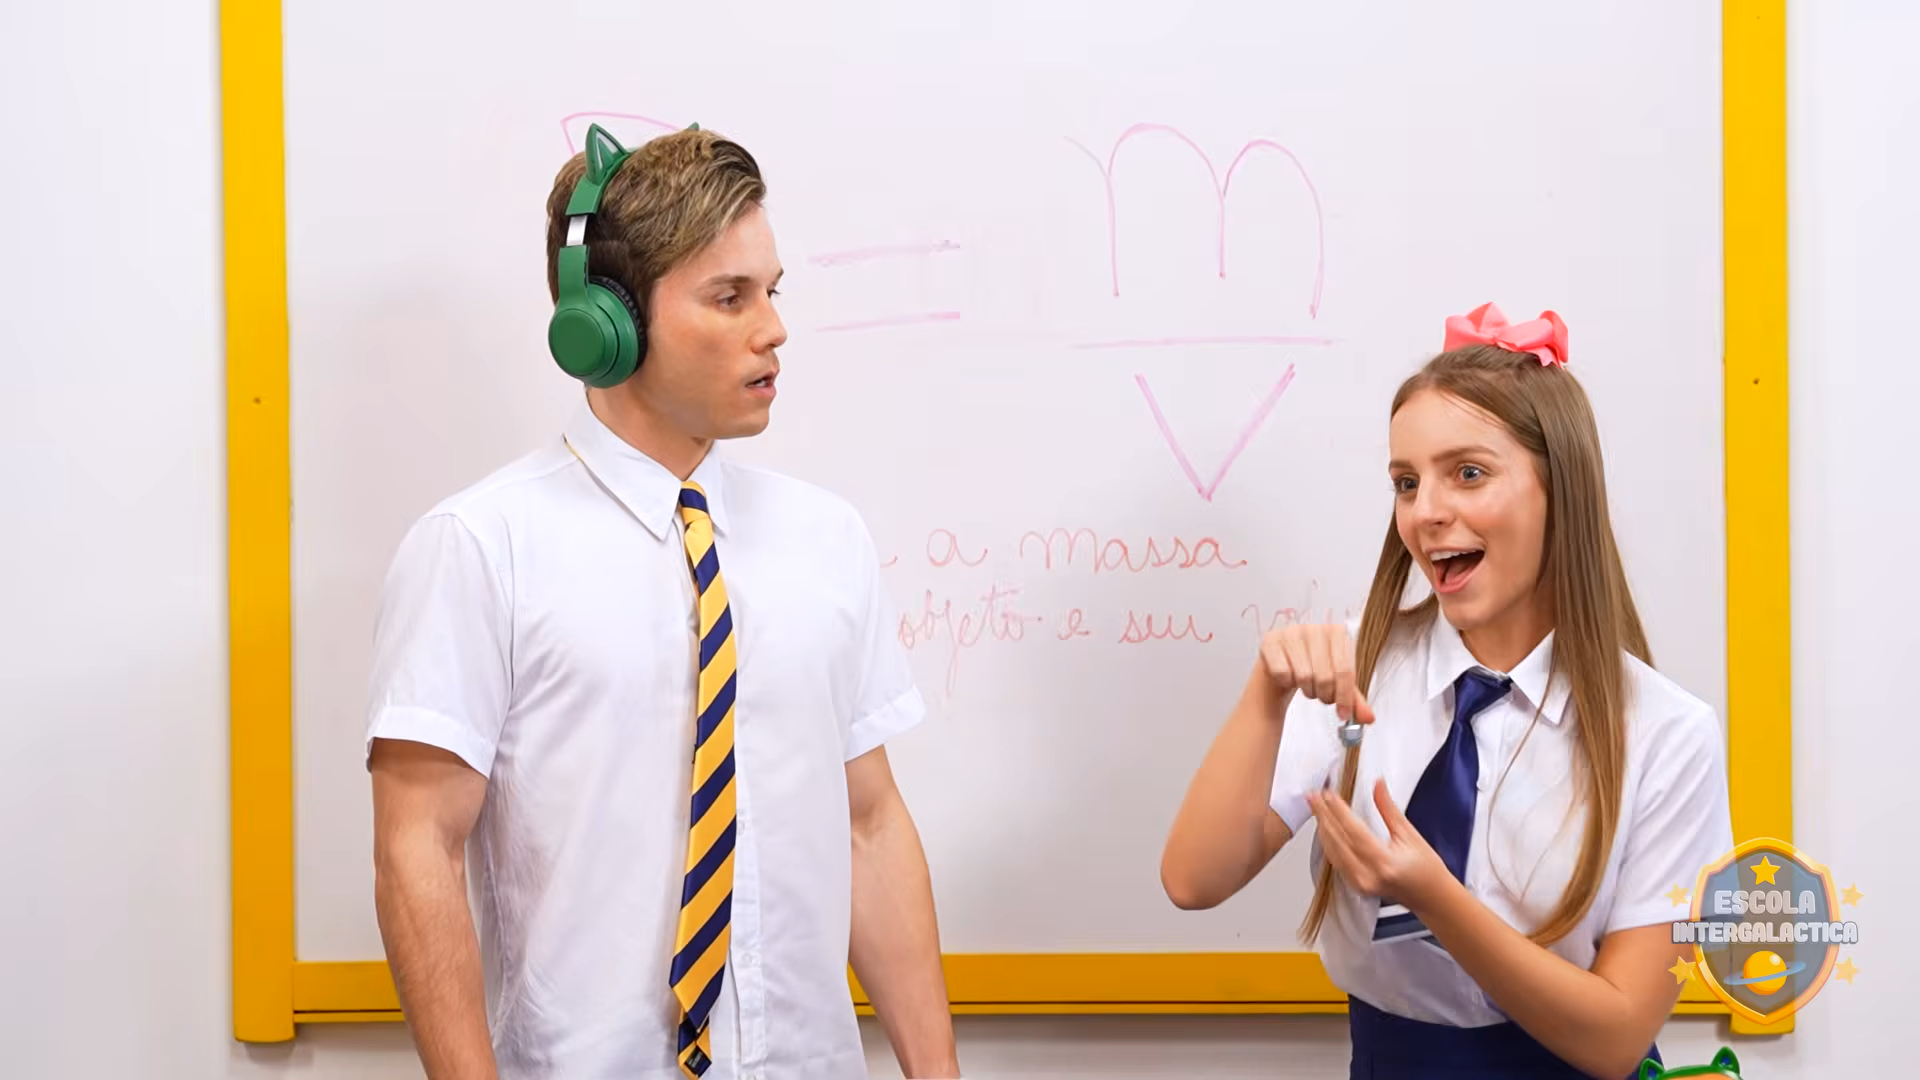 = m
V
a massa
objeto e seu
ESCOLA
INTERGALACTICA